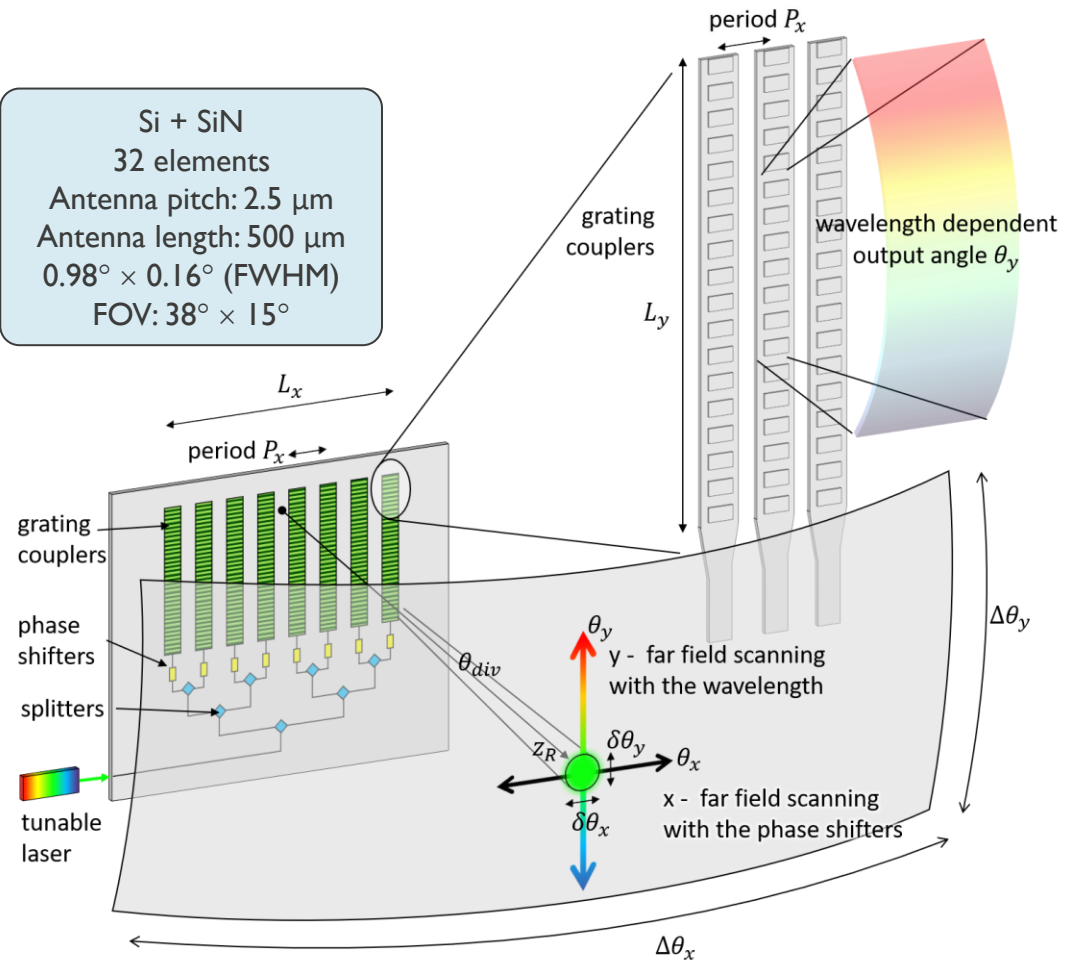 period Pₓ
Si + SiN
32 elements
Antenna pitch: 2.5 µm
Antenna length: 500 µm
0.98° × 0.16° (FWHM)
FOV: 38° × 15°
grating
couplers
wavelength dependent
output angle θ_y
L_y
Lₓ
period Pₓ
grating
couplers
phase
shifters
splitters
tunable
laser
θ_div
z_R
θ_y
y - far field scanning
with the wavelength
δθ_y
θₓ
δθₓ
x - far field scanning
with the phase shifters
Δθ_y
Δθₓ